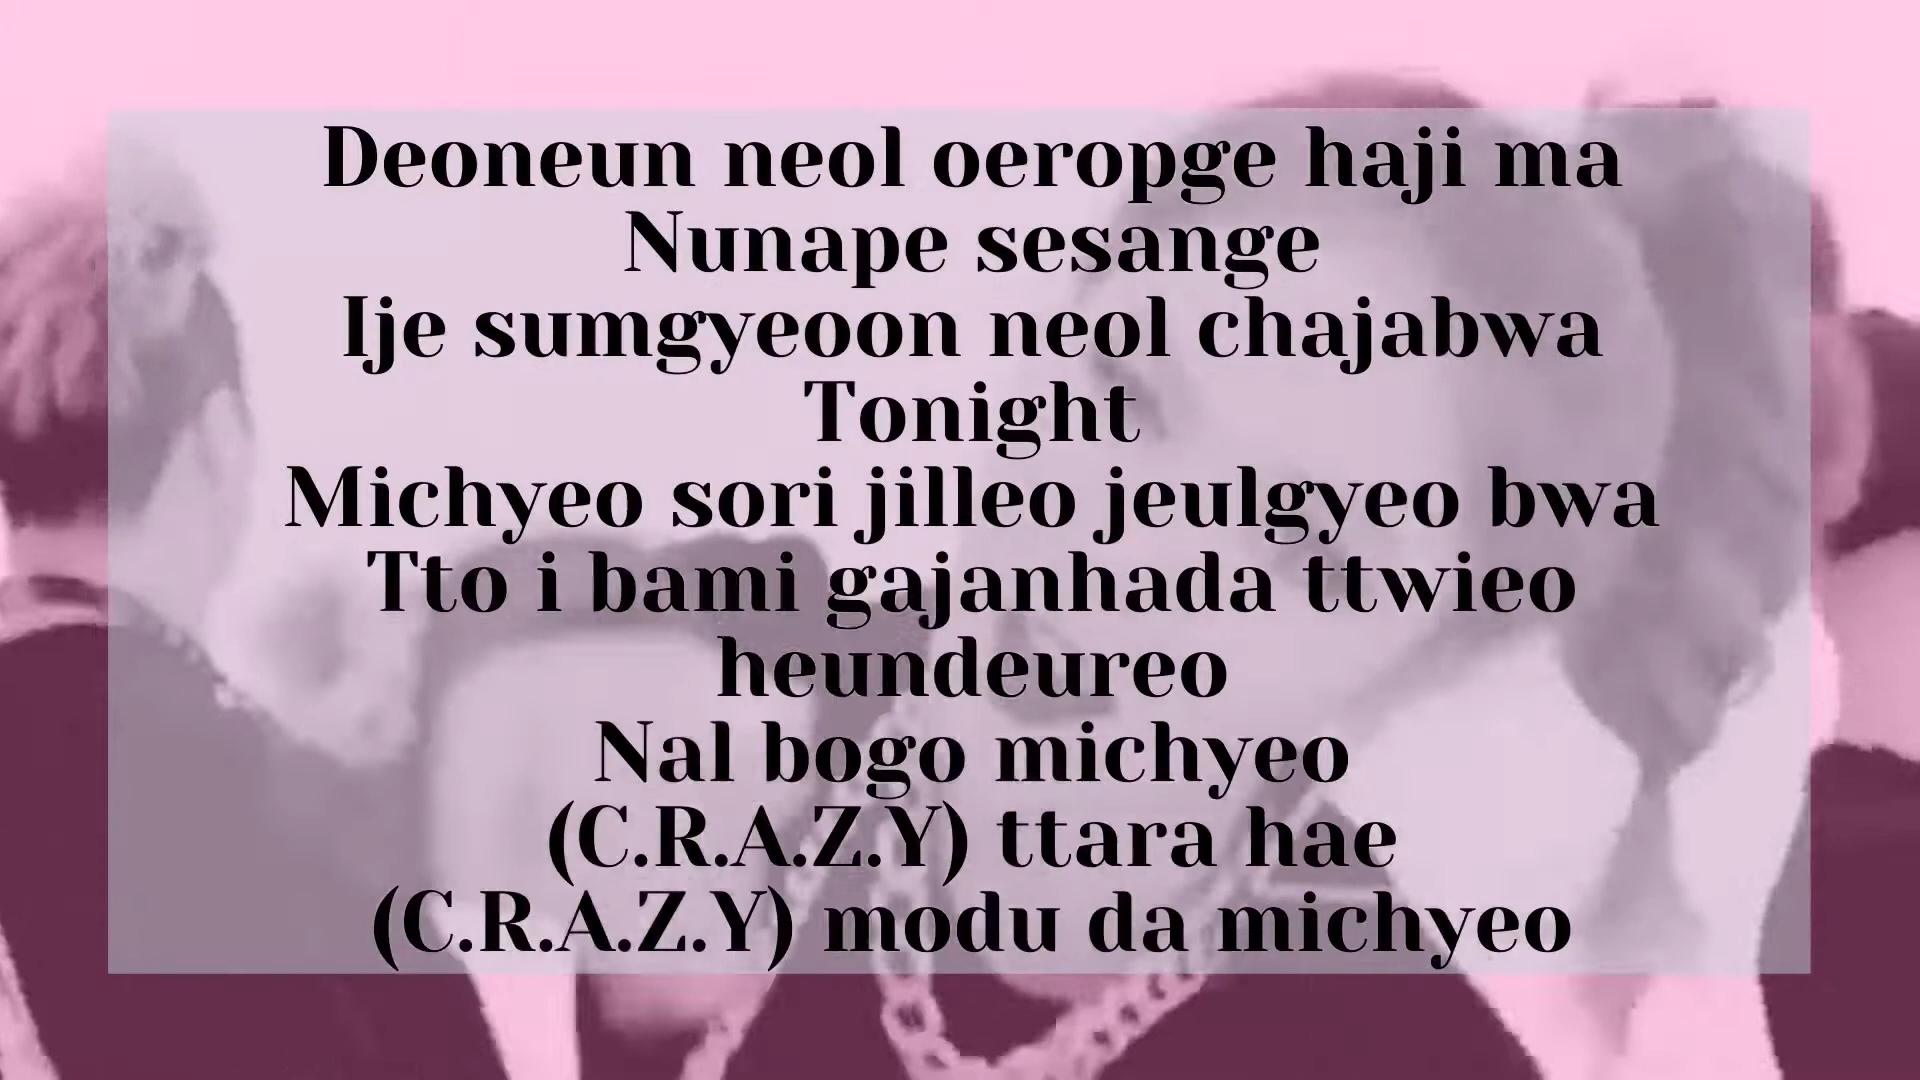 Deoneun neol oeropge haji ma
Nunape sesange
Ije sumgyeoon neol chajabwa
Tonight
Michyeo sori jilleo jeulgyeo bwa
Tto i bami gajanhada ttwieo
heundeureo
Nal bogo michyeo
(C.R.A.Z.Y) ttara hae
(C.R.A.Z.Y) modu da michyeo